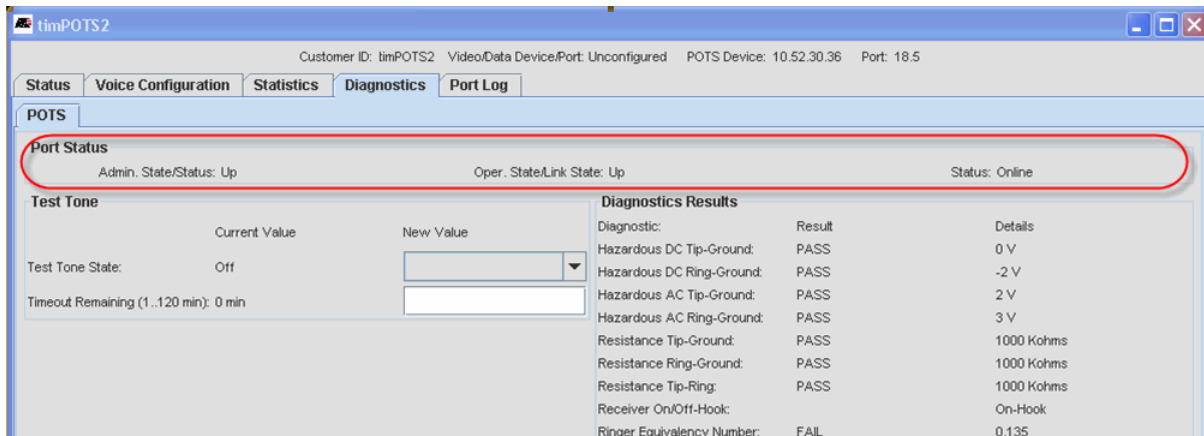 timPOTS2
Customer ID: timPOTS2 Video/Data Device/Port: Unconfigured POTS Device: 10.52.30.36 Port: 18.5
Status Voice Configuration Statistics Diagnostics Port Log
POTS
Port Status
Admin. State/Status: Up Oper. State/Link State: Up Status: Online
Test Tone
Current Value New Value
Test Tone State: Off
Timeout Remaining (1..120 min): 0 min
Diagnostics Results
Diagnostic: Result Details
Hazardous DC Tip-Ground: PASS 0 V
Hazardous DC Ring-Ground: PASS -2 V
Hazardous AC Tip-Ground: PASS 2 V
Hazardous AC Ring-Ground: PASS 3 V
Resistance Tip-Ground: PASS 1000 Kohms
Resistance Ring-Ground: PASS 1000 Kohms
Resistance Tip-Ring: PASS 1000 Kohms
Receiver On/Off-Hook: On-Hook
Ringer Equivalency Number: FAIL 0.135